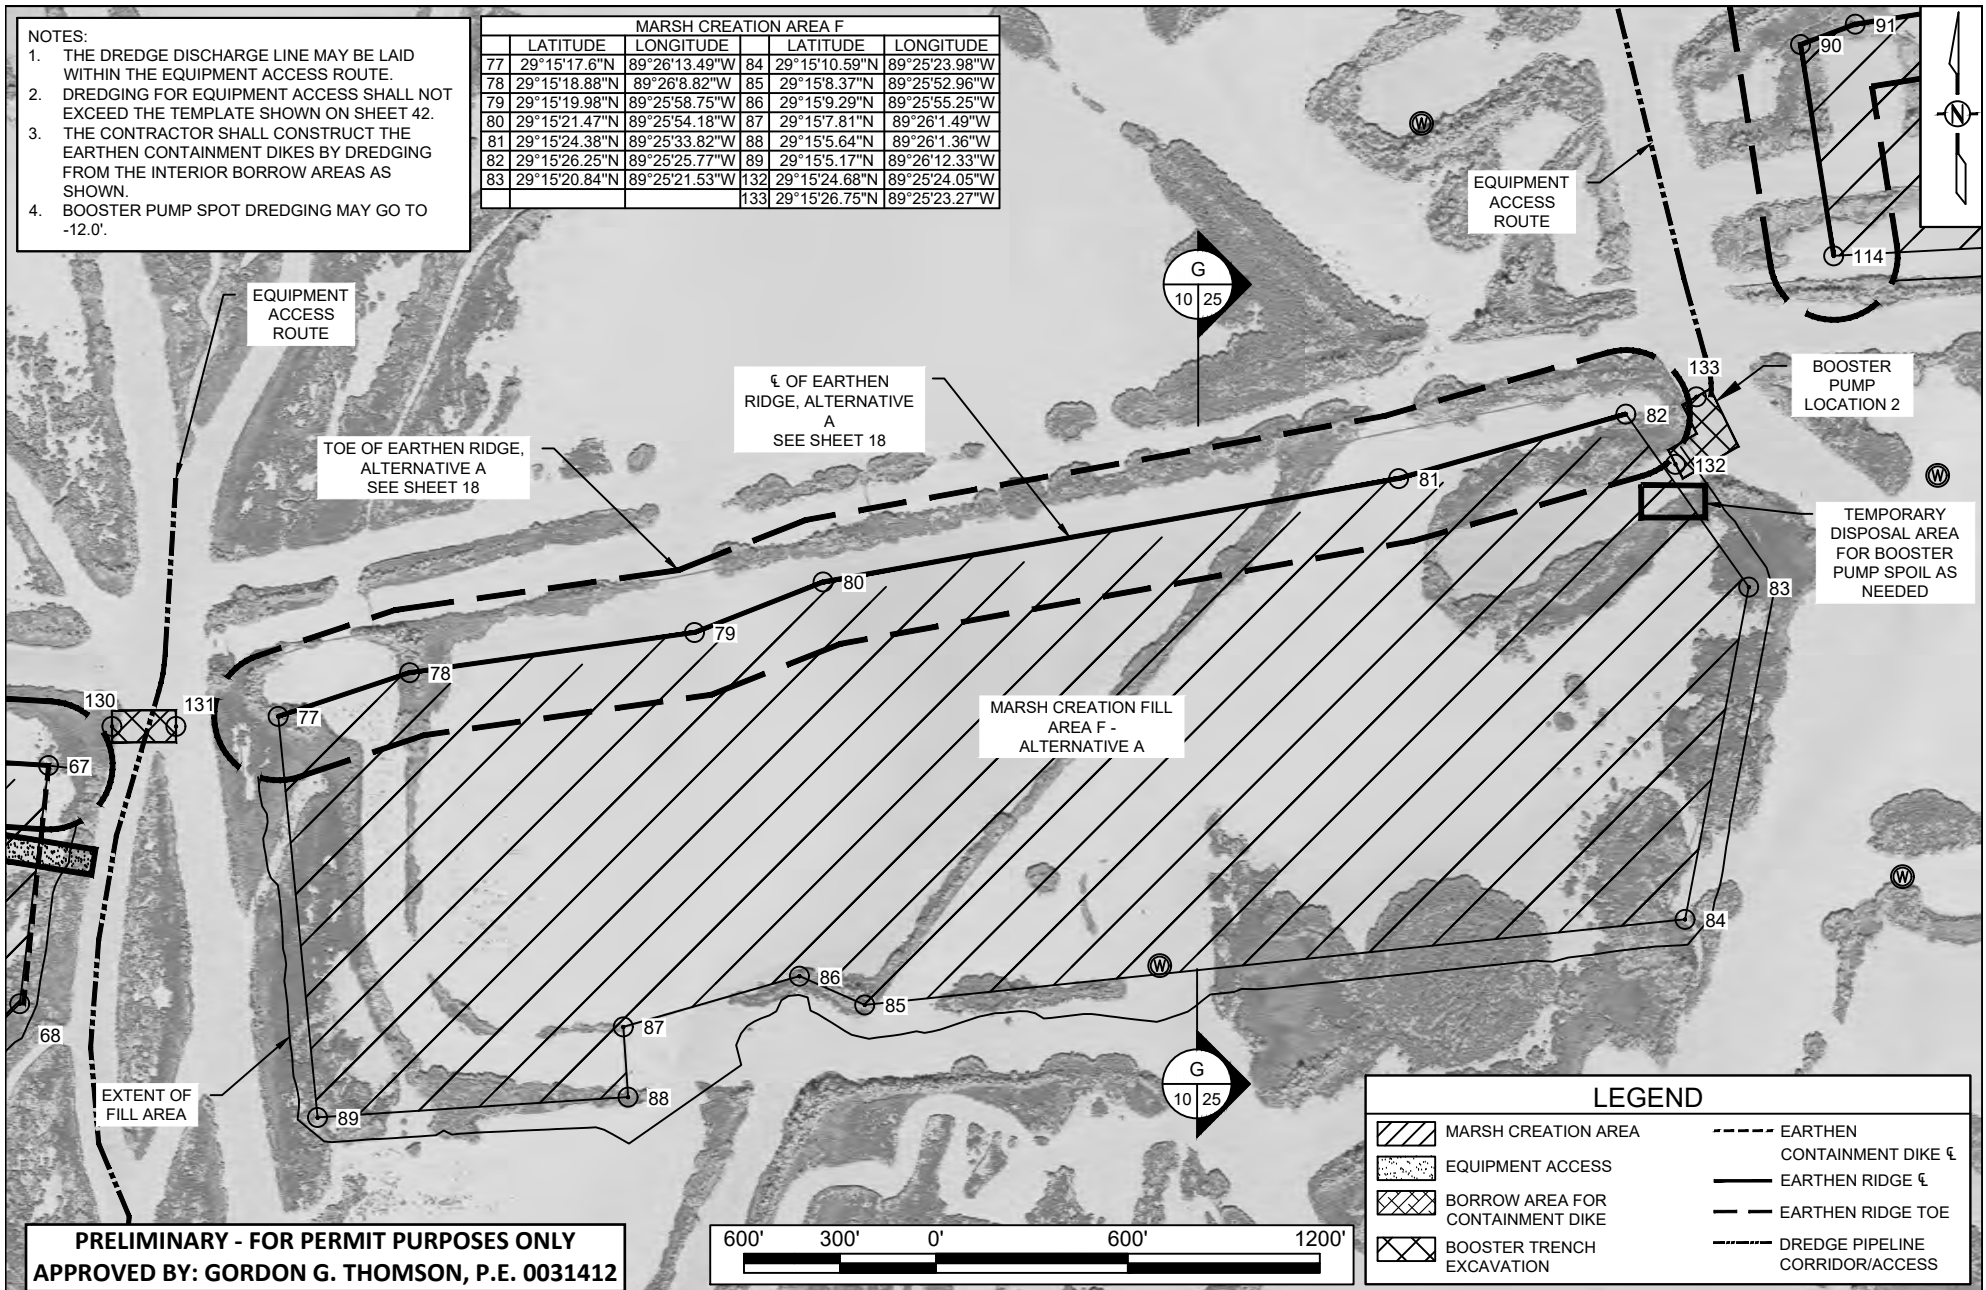 NOTES:
1. THE DREDGE DISCHARGE LINE MAY BE LAID
WITHIN THE EQUIPMENT ACCESS ROUTE.
2. DREDGING FOR EQUIPMENT ACCESS SHALL NOT
EXCEED THE TEMPLATE SHOWN ON SHEET 42.
3. THE CONTRACTOR SHALL CONSTRUCT THE
EARTHEN CONTAINMENT DIKES BY DREDGING
FROM THE INTERIOR BORROW AREAS AS
SHOWN.
4. BOOSTER PUMP SPOT DREDGING MAY GO TO
-12.0'.
MARSH CREATION AREA F
LATITUDE LONGITUDE LATITUDE LONGITUDE
77 29°15'17.6"N 89°26'13.49"W 84 29°15'10.59"N 89°25'23.98"W
78 29°15'18.88"N 89°26'8.82"W 85 29°15'8.37"N 89°25'52.96"W
79 29°15'19.98"N 89°25'58.75"W 86 29°15'9.29"N 89°25'55.25"W
80 29°15'21.47"N 89°25'54.18"W 87 29°15'7.81"N 89°26'1.49"W
81 29°15'24.38"N 89°25'33.82"W 88 29°15'5.64"N 89°26'1.36"W
82 29°15'26.25"N 89°25'25.77"W 89 29°15'5.17"N 89°26'12.33"W
83 29°15'20.84"N 89°25'21.53"W 132 29°15'24.68"N 89°25'24.05"W
133 29°15'26.75"N 89°25'23.27"W
91
90
N
W
EQUIPMENT
ACCESS
ROUTE
114
G
10 25
EQUIPMENT
ACCESS
ROUTE
℄ OF EARTHEN
RIDGE, ALTERNATIVE
A
SEE SHEET 18
133
BOOSTER
PUMP
LOCATION 2
82
TOE OF EARTHEN RIDGE,
ALTERNATIVE A
SEE SHEET 18
132
81
W
TEMPORARY
DISPOSAL AREA
FOR BOOSTER
PUMP SPOIL AS
NEEDED
80
83
79
78
130
131
77
MARSH CREATION FILL
AREA F -
ALTERNATIVE A
67
W
84
W
86
85
87
68
88
89
EXTENT OF
FILL AREA
G
10 25
LEGEND
MARSH CREATION AREA
EQUIPMENT ACCESS
BORROW AREA FOR
CONTAINMENT DIKE
BOOSTER TRENCH
EXCAVATION
EARTHEN
CONTAINMENT DIKE ℄
EARTHEN RIDGE ℄
EARTHEN RIDGE TOE
DREDGE PIPELINE
CORRIDOR/ACCESS
PRELIMINARY - FOR PERMIT PURPOSES ONLY
APPROVED BY: GORDON G. THOMSON, P.E. 0031412
600' 300' 0' 600' 1200'